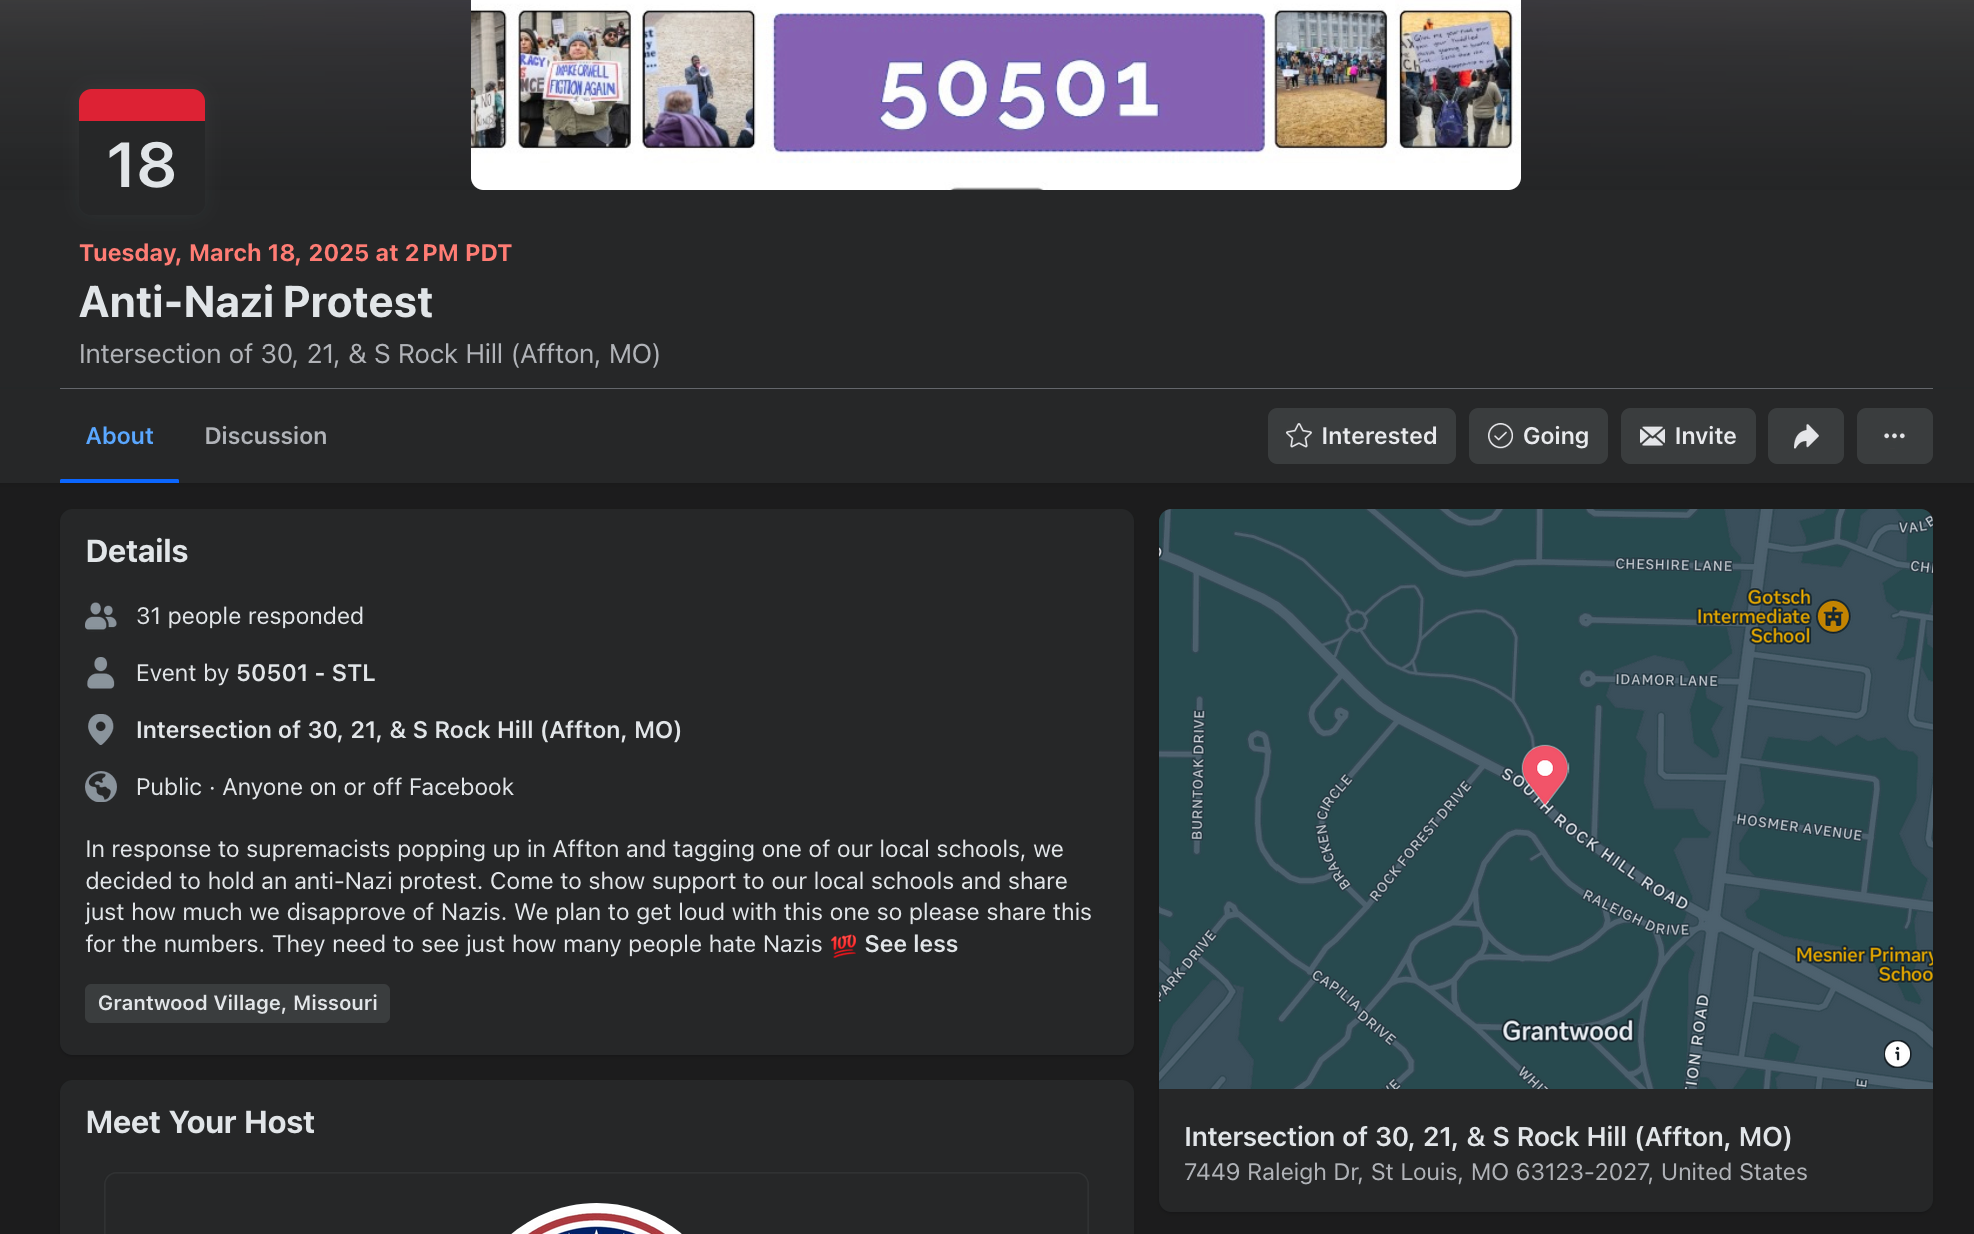 50501
MAKE ORWELL
FICTION AGAIN
18
Tuesday, March 18, 2025 at 2 PM PDT
Anti-Nazi Protest
Intersection of 30, 21, & S Rock Hill (Affton, MO)
About
Discussion
Interested
Going
Invite
Details
31 people responded
Event by 50501 - STL
Intersection of 30, 21, & S Rock Hill (Affton, MO)
Public · Anyone on or off Facebook
In response to supremacists popping up in Affton and tagging one of our local schools, we
decided to hold an anti-Nazi protest. Come to show support to our local schools and share
just how much we disapprove of Nazis. We plan to get loud with this one so please share this
for the numbers. They need to see just how many people hate Nazis 💯 See less
Grantwood Village, Missouri
Meet Your Host
CHESHIRE LANE
Gotsch
Intermediate
School
IDAMOR LANE
BURNTOAK DRIVE
BRACKEN CIRCLE
ROCK FOREST DRIVE
SOUTH ROCK HILL ROAD
HOSMER AVENUE
RALEIGH DRIVE
PARK DRIVE
CAPILIA DRIVE
Mesnier Primary
Schoo
Grantwood
ION ROAD
Intersection of 30, 21, & S Rock Hill (Affton, MO)
7449 Raleigh Dr, St Louis, MO 63123-2027, United States